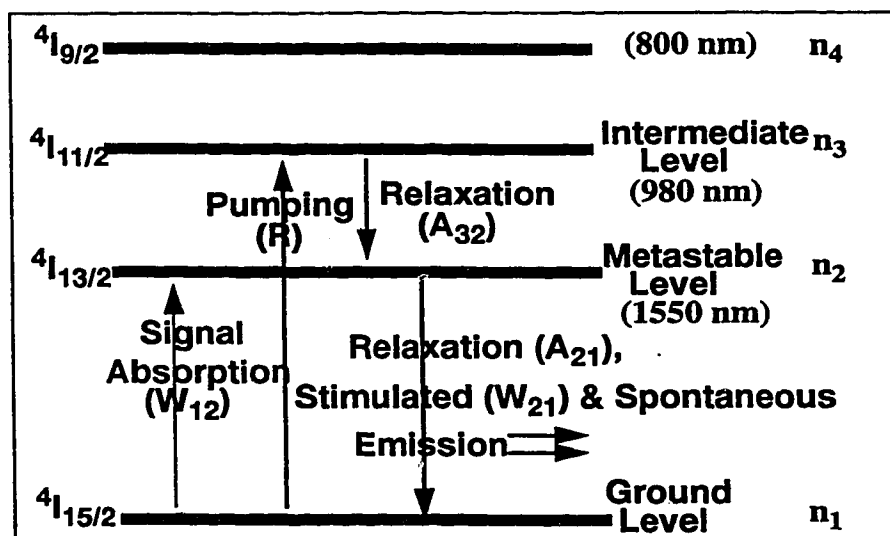 ⁴I₉/₂ (800 nm) n₄
⁴I₁₁/₂ Intermediate n₃
Level
(980 nm)
Pumping
(R)
Relaxation
(A₃₂)
⁴I₁₃/₂ Metastable n₂
Level
(1550 nm)
Signal
Absorption
(W₁₂)
Relaxation (A₂₁),
Stimulated (W₂₁) & Spontaneous
Emission
⁴I₁₅/₂ Ground
Level n₁